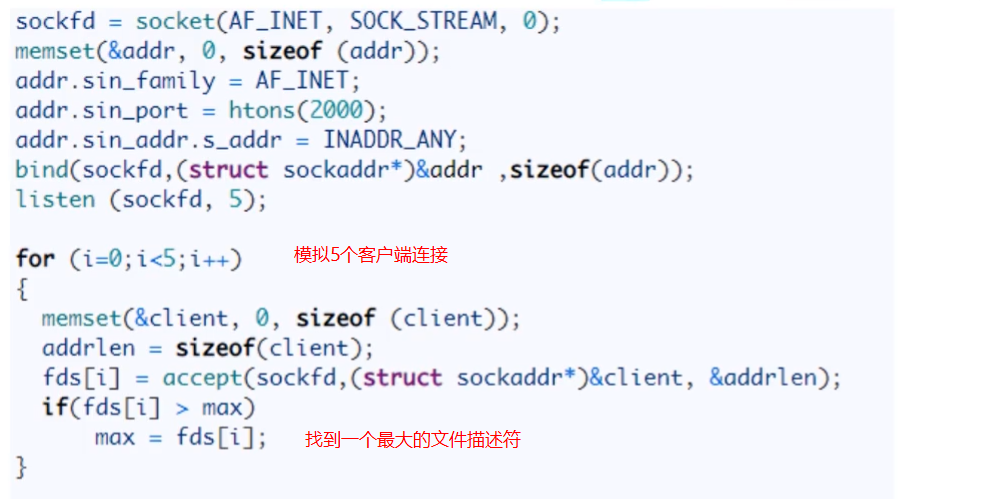 sockfd = socket(AF_INET, SOCK_STREAM, 0);
memset(&addr, 0, sizeof (addr));
addr.sin_family = AF_INET;
addr.sin_port = htons(2000);
addr.sin_addr.s_addr = INADDR_ANY;
bind(sockfd,(struct sockaddr*)&addr ,sizeof(addr));
listen (sockfd, 5);
for (i=0;i<5;i++) 模拟5个客户端连接
{
memset(&client, 0, sizeof (client));
addrlen = sizeof(client);
fds[i] = accept(sockfd,(struct sockaddr*)&client, &addrlen);
if(fds[i] > max)
max = fds[i]; 找到一个最大的文件描述符
}